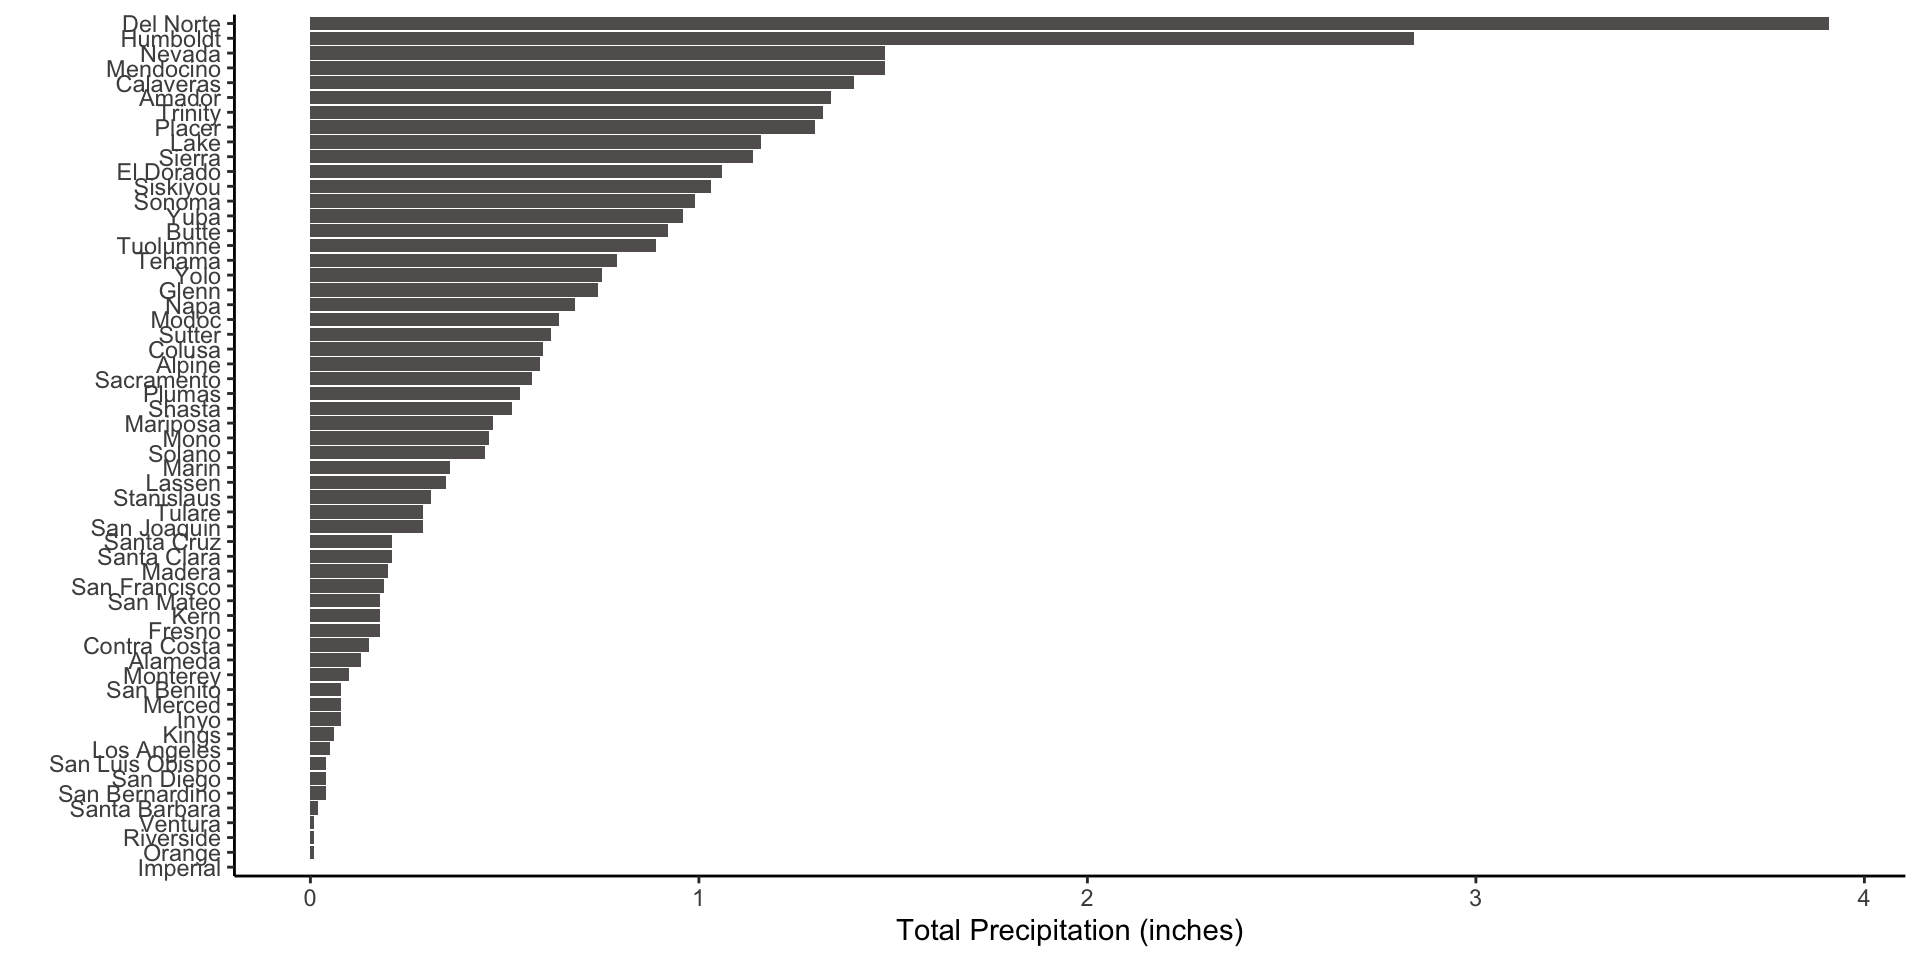 Del Norte
Humboldt
Nevada
Mendocino
Calaveras
Amador
Trinity
Placer
Lake
Sierra
El Dorado
Siskiyou
Sonoma
Yuba
Butte
Tuolumne
Tehama
Yolo
Glenn
Napa
Modoc
Sutter
Colusa
Alpine
Sacramento
Plumas
Shasta
Mariposa
Mono
Solano
Marin
Lassen
Stanislaus
Tulare
San Joaquin
Santa Cruz
Santa Clara
Madera
San Francisco
San Mateo
Kern
Fresno
Contra Costa
Alameda
Monterey
San Benito
Merced
Inyo
Kings
Los Angeles
San Luis Obispo
San Diego
San Bernardino
Santa Barbara
Ventura
Riverside
Orange
Imperial
0 1 2 3 4
Total Precipitation (inches)